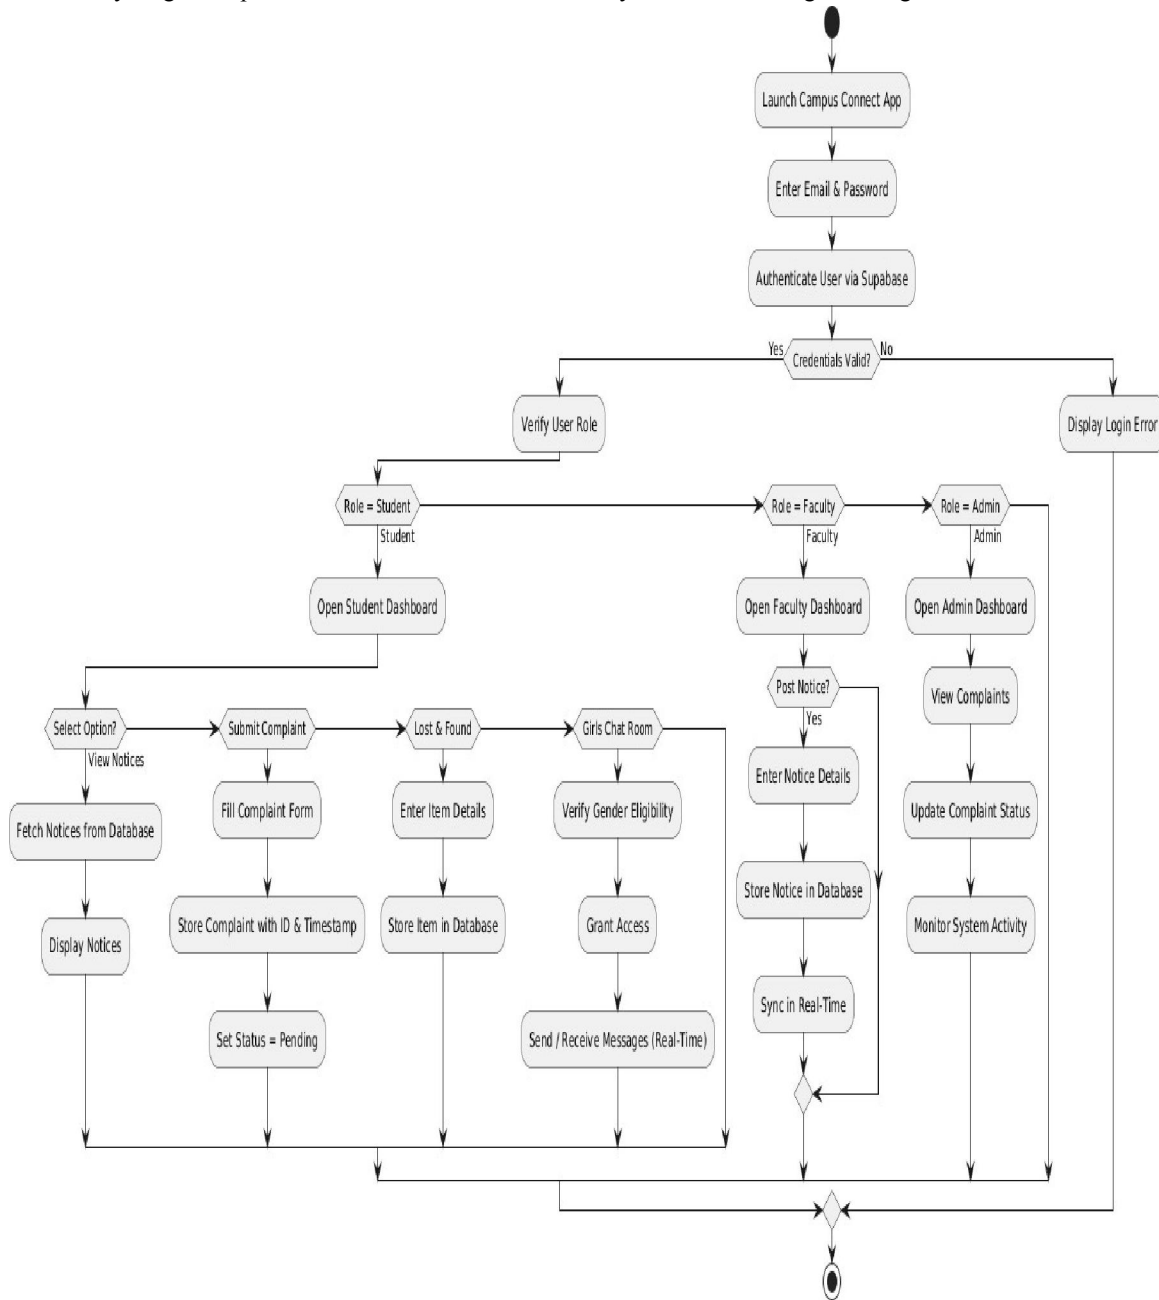 Launch Campus Connect App
Enter Email & Password
Authenticate User via Supabase
Yes
Credentials Valid?
No
Verify User Role
Display Login Error
Role = Student
Role = Faculty
Role = Admin
Student
Faculty
Admin
Open Student Dashboard
Open Faculty Dashboard
Open Admin Dashboard
Select Option?
Submit Complaint
Lost & Found
Girls Chat Room
Post Notice?
View Complaints
View Notices
Yes
Fetch Notices from Database
Fill Complaint Form
Enter Item Details
Verify Gender Eligibility
Enter Notice Details
Update Complaint Status
Display Notices
Store Complaint with ID & Timestamp
Store Item in Database
Grant Access
Store Notice in Database
Monitor System Activity
Set Status = Pending
Send / Receive Messages (Real-Time)
Sync in Real-Time